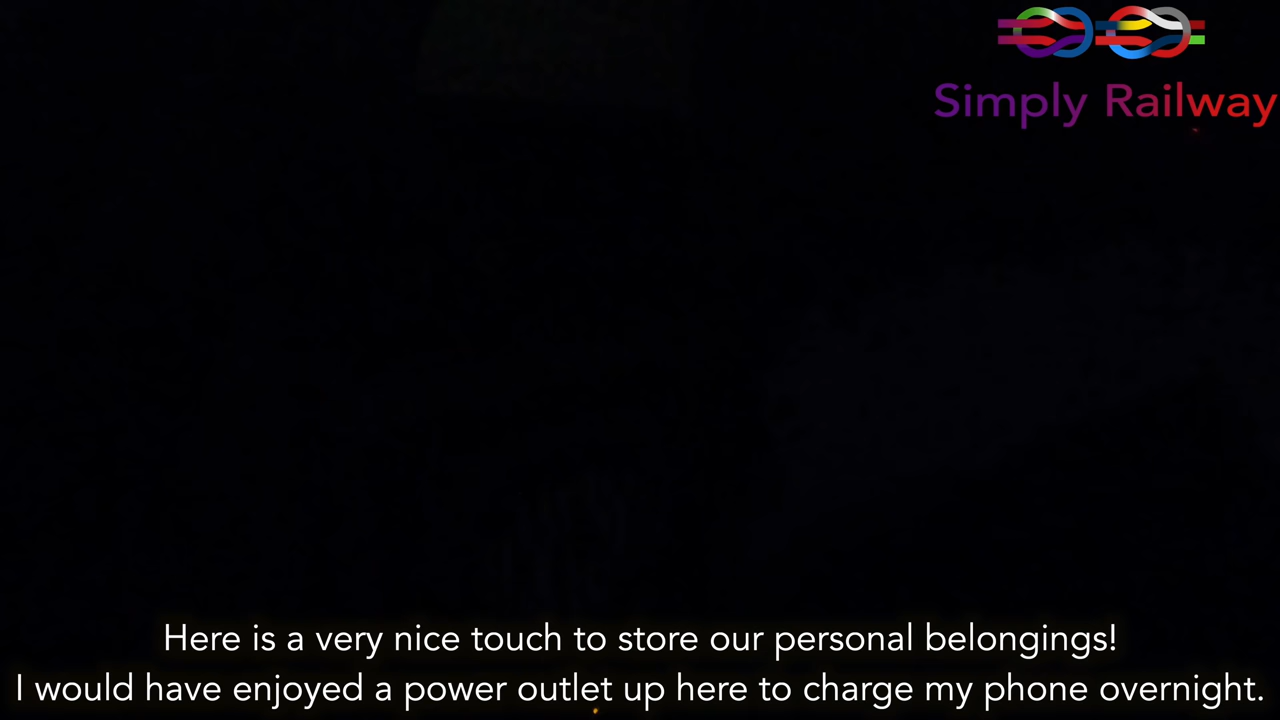 Simply Railway
Here is a very nice touch to store our personal belongings!
I would have enjoyed a power outlet up here to charge my phone overnight.